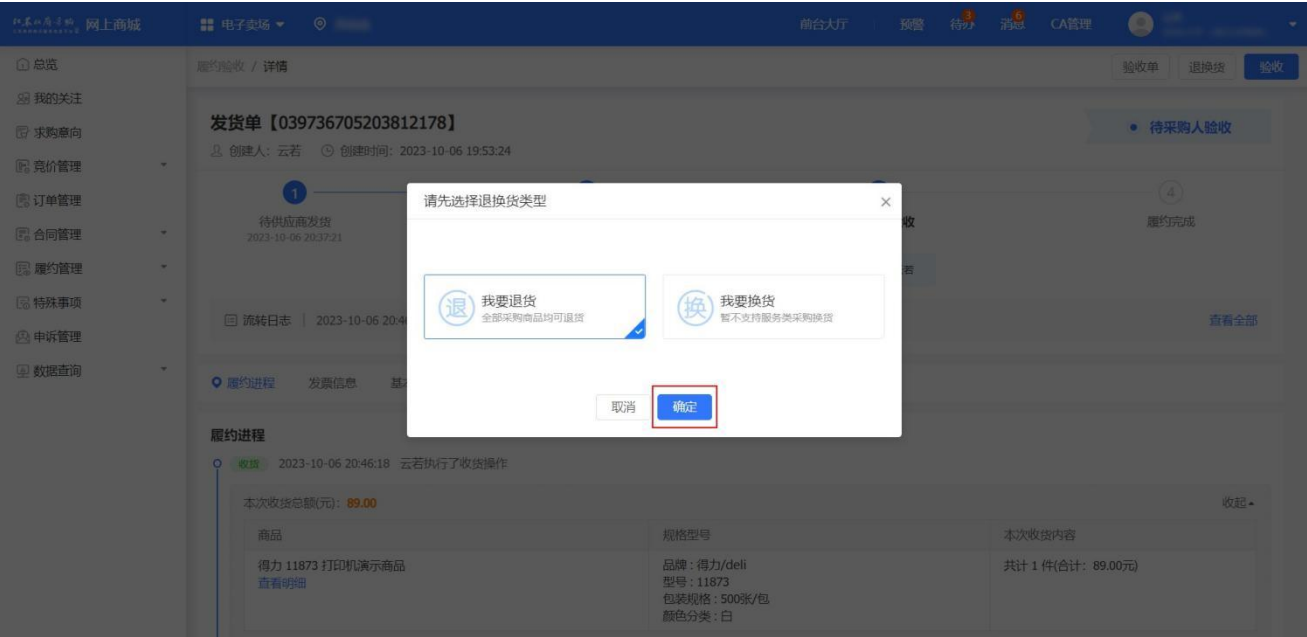 网上商城
电子卖场
前台大厅
预警
待办
3
消息
6
CA管理
总览
我的关注
求购意向
竞价管理
订单管理
合同管理
履约管理
特殊事项
申诉管理
数据查询
履约验收 / 详情
验收单
退换货
验收
发货单【039736705203812178】
创建人：云若
创建时间：2023-10-06 19:53:24
待采购人验收
1
待供应商发货
2023-10-06 20:37:21
收
4
履约完成
若
流转日志
2023-10-06 20:4
查看全部
请先选择退换货类型
退
我要退货
全部采购商品均可退货
换
我要换货
暂不支持服务类采购换货
取消
确定
履约进程
发票信息
基
履约进程
收货
2023-10-06 20:46:18 云若执行了收货操作
本次收货总额(元)：89.00
收起
商品
规格型号
本次收货内容
得力 11873 打印机演示商品
查看明细
品牌 : 得力/deli
型号 : 11873
包装规格 : 500张/包
颜色分类 : 白
共计 1 件(合计：89.00元)